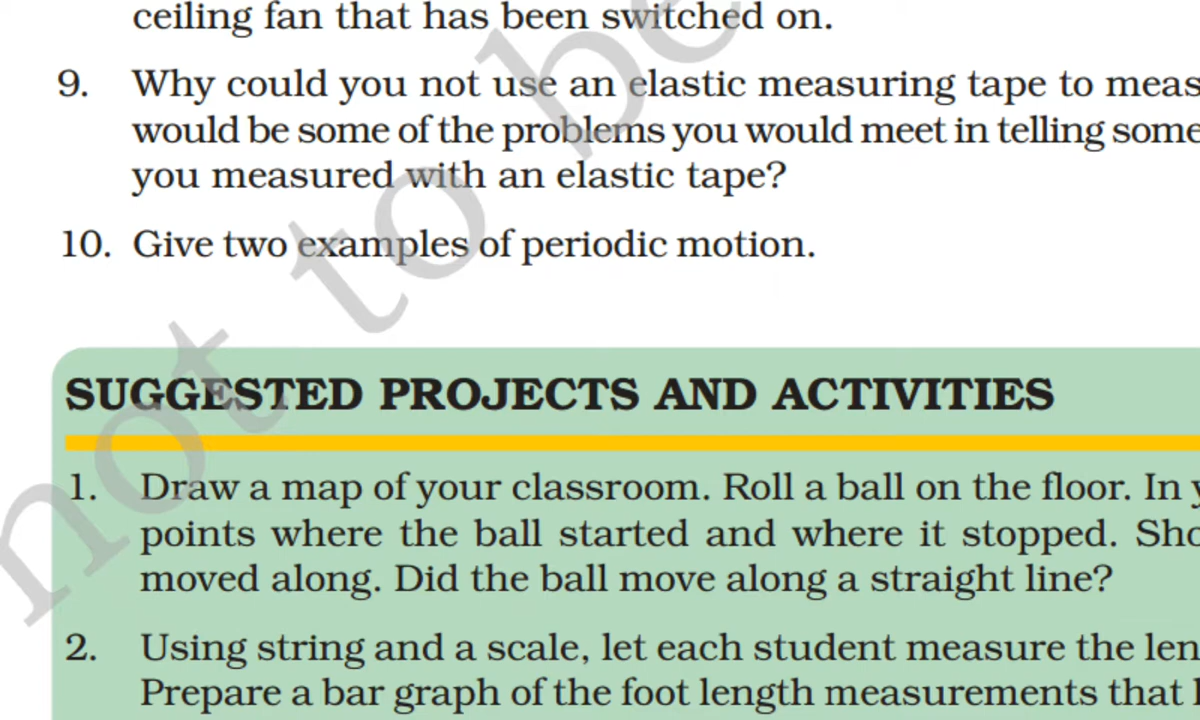 ceiling fan that has been switched on.
9. Why could you not use an elastic measuring tape to meas
would be some of the problems you would meet in telling some
you measured with an elastic tape?
10. Give two examples of periodic motion.
not to be
SUGGESTED PROJECTS AND ACTIVITIES
1. Draw a map of your classroom. Roll a ball on the floor. In y
points where the ball started and where it stopped. Sho
moved along. Did the ball move along a straight line?
2. Using string and a scale, let each student measure the len
Prepare a bar graph of the foot length measurements that